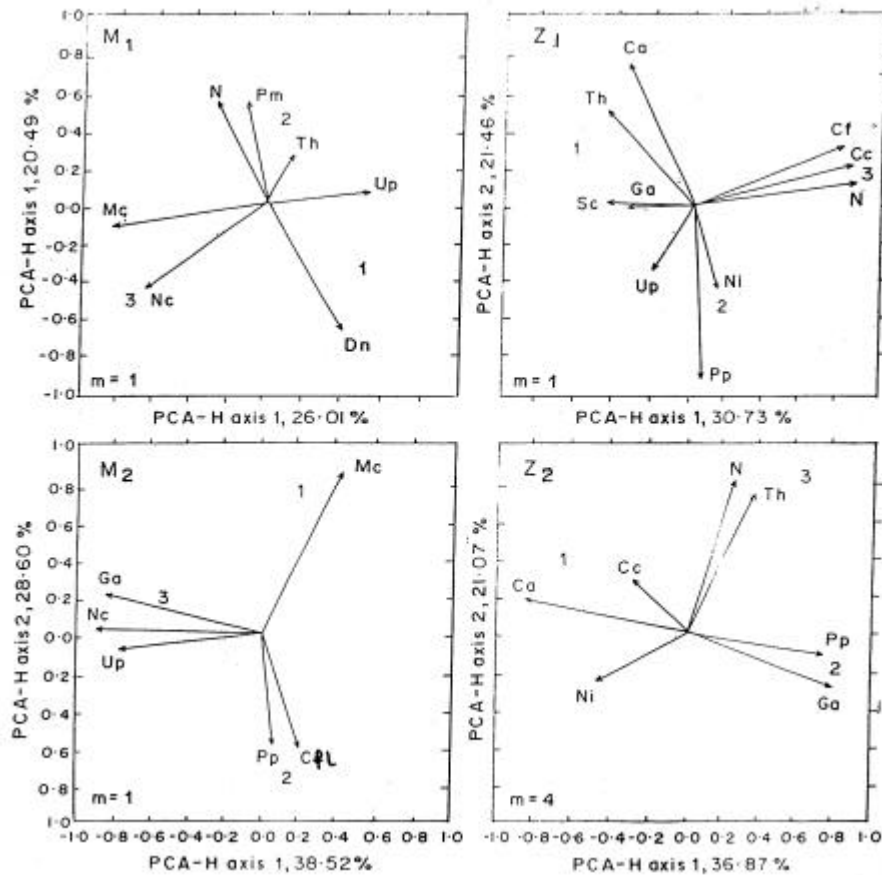 M1
1·0
0·8
0·6
0·4
0·2
0·0
-0·2
-0·4
-0·6
-0·8
-1·0
PCA-H axis 1, 20·49 %
N
Pm
2
Th
Up
Mc
1
3 Nc
Dn
m = 1
PCA-H axis 1, 26·01 %
Z1
PCA-H axis 2, 21·46 %
Ca
Th
1
Cf
Cc
3
N
Ga
Sc
Up
Ni
2
Pp
m = 1
PCA-H axis 1, 30·73 %
M2
1·0
0·8
0·6
0·4
0·2
0·0
0·2
0·4
0·6
0·8
1·0
PCA-H axis 2, 28·60 %
Mc
1
Ga
3
Nc
Up
Pp
2
m = 1
-1·0 -0·8 -0·6 -0·4 -0·2 0·0 0·2 0·4 0·6 0·8 1·0
PCA-H axis 1, 38·52%
Z2
PCA-H axis 2, 21·07 %
N
3
Th
1
Cc
Ca
Pp
2
Ga
Ni
m = 4
-1·0 -0·8 -0·6 -0·4 -0·2 0·0 0·2 0·4 0·6 0·8 1·0
PCA-H axis 1, 36·87 %